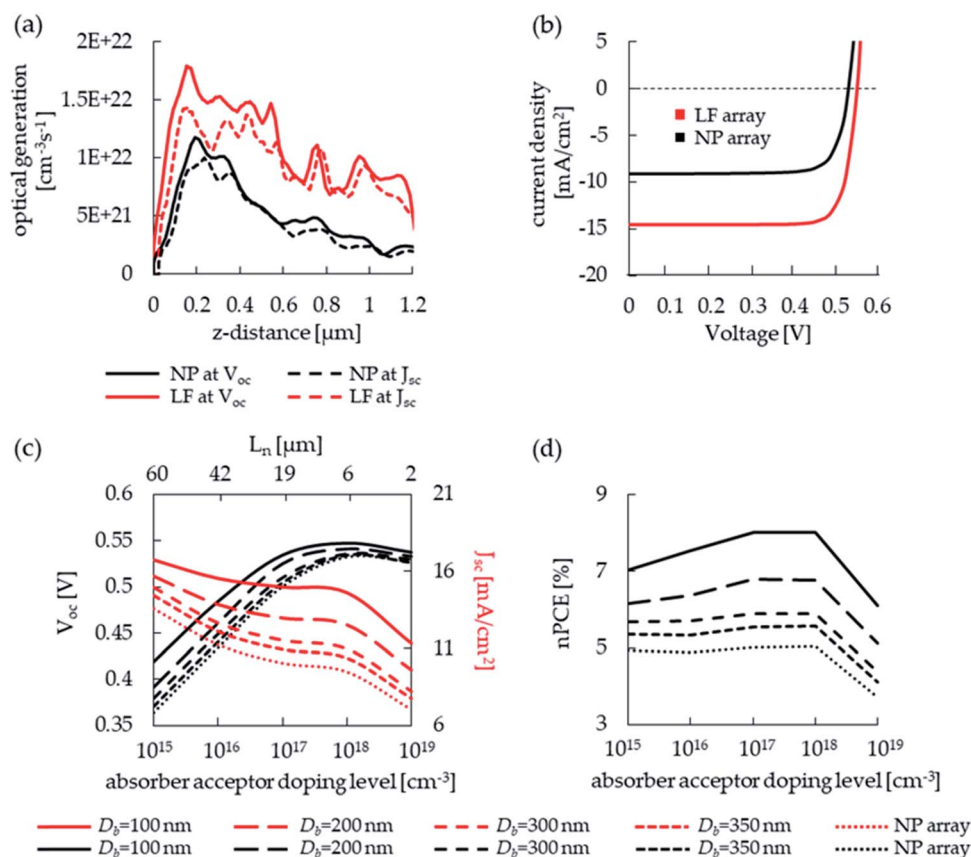 (a)
2E+22
1.5E+22
1E+22
5E+21
0
optical generation
[cm-3s-1]
0 0.2 0.4 0.6 0.8 1 1.2
z-distance [μm]
NP at Voc
NP at Jsc
LF at Voc
LF at Jsc
(b)
5
0
-5
-10
-15
-20
current density
[mA/cm2]
LF array
NP array
0 0.1 0.2 0.3 0.4 0.5 0.6
Voltage [V]
(c)
Ln [μm]
60 42 19 6 2
0.6
0.55
0.5
0.45
0.4
0.35
Voc [V]
21
16
11
6
Jsc [mA/cm2]
1015 1016 1017 1018 1019
absorber acceptor doping level [cm-3]
(d)
9
7
5
3
nPCE [%]
1015 1016 1017 1018 1019
absorber acceptor doping level [cm-3]
Db=100 nm Db=200 nm Db=300 nm Db=350 nm NP array
Db=100 nm Db=200 nm Db=300 nm Db=350 nm NP array